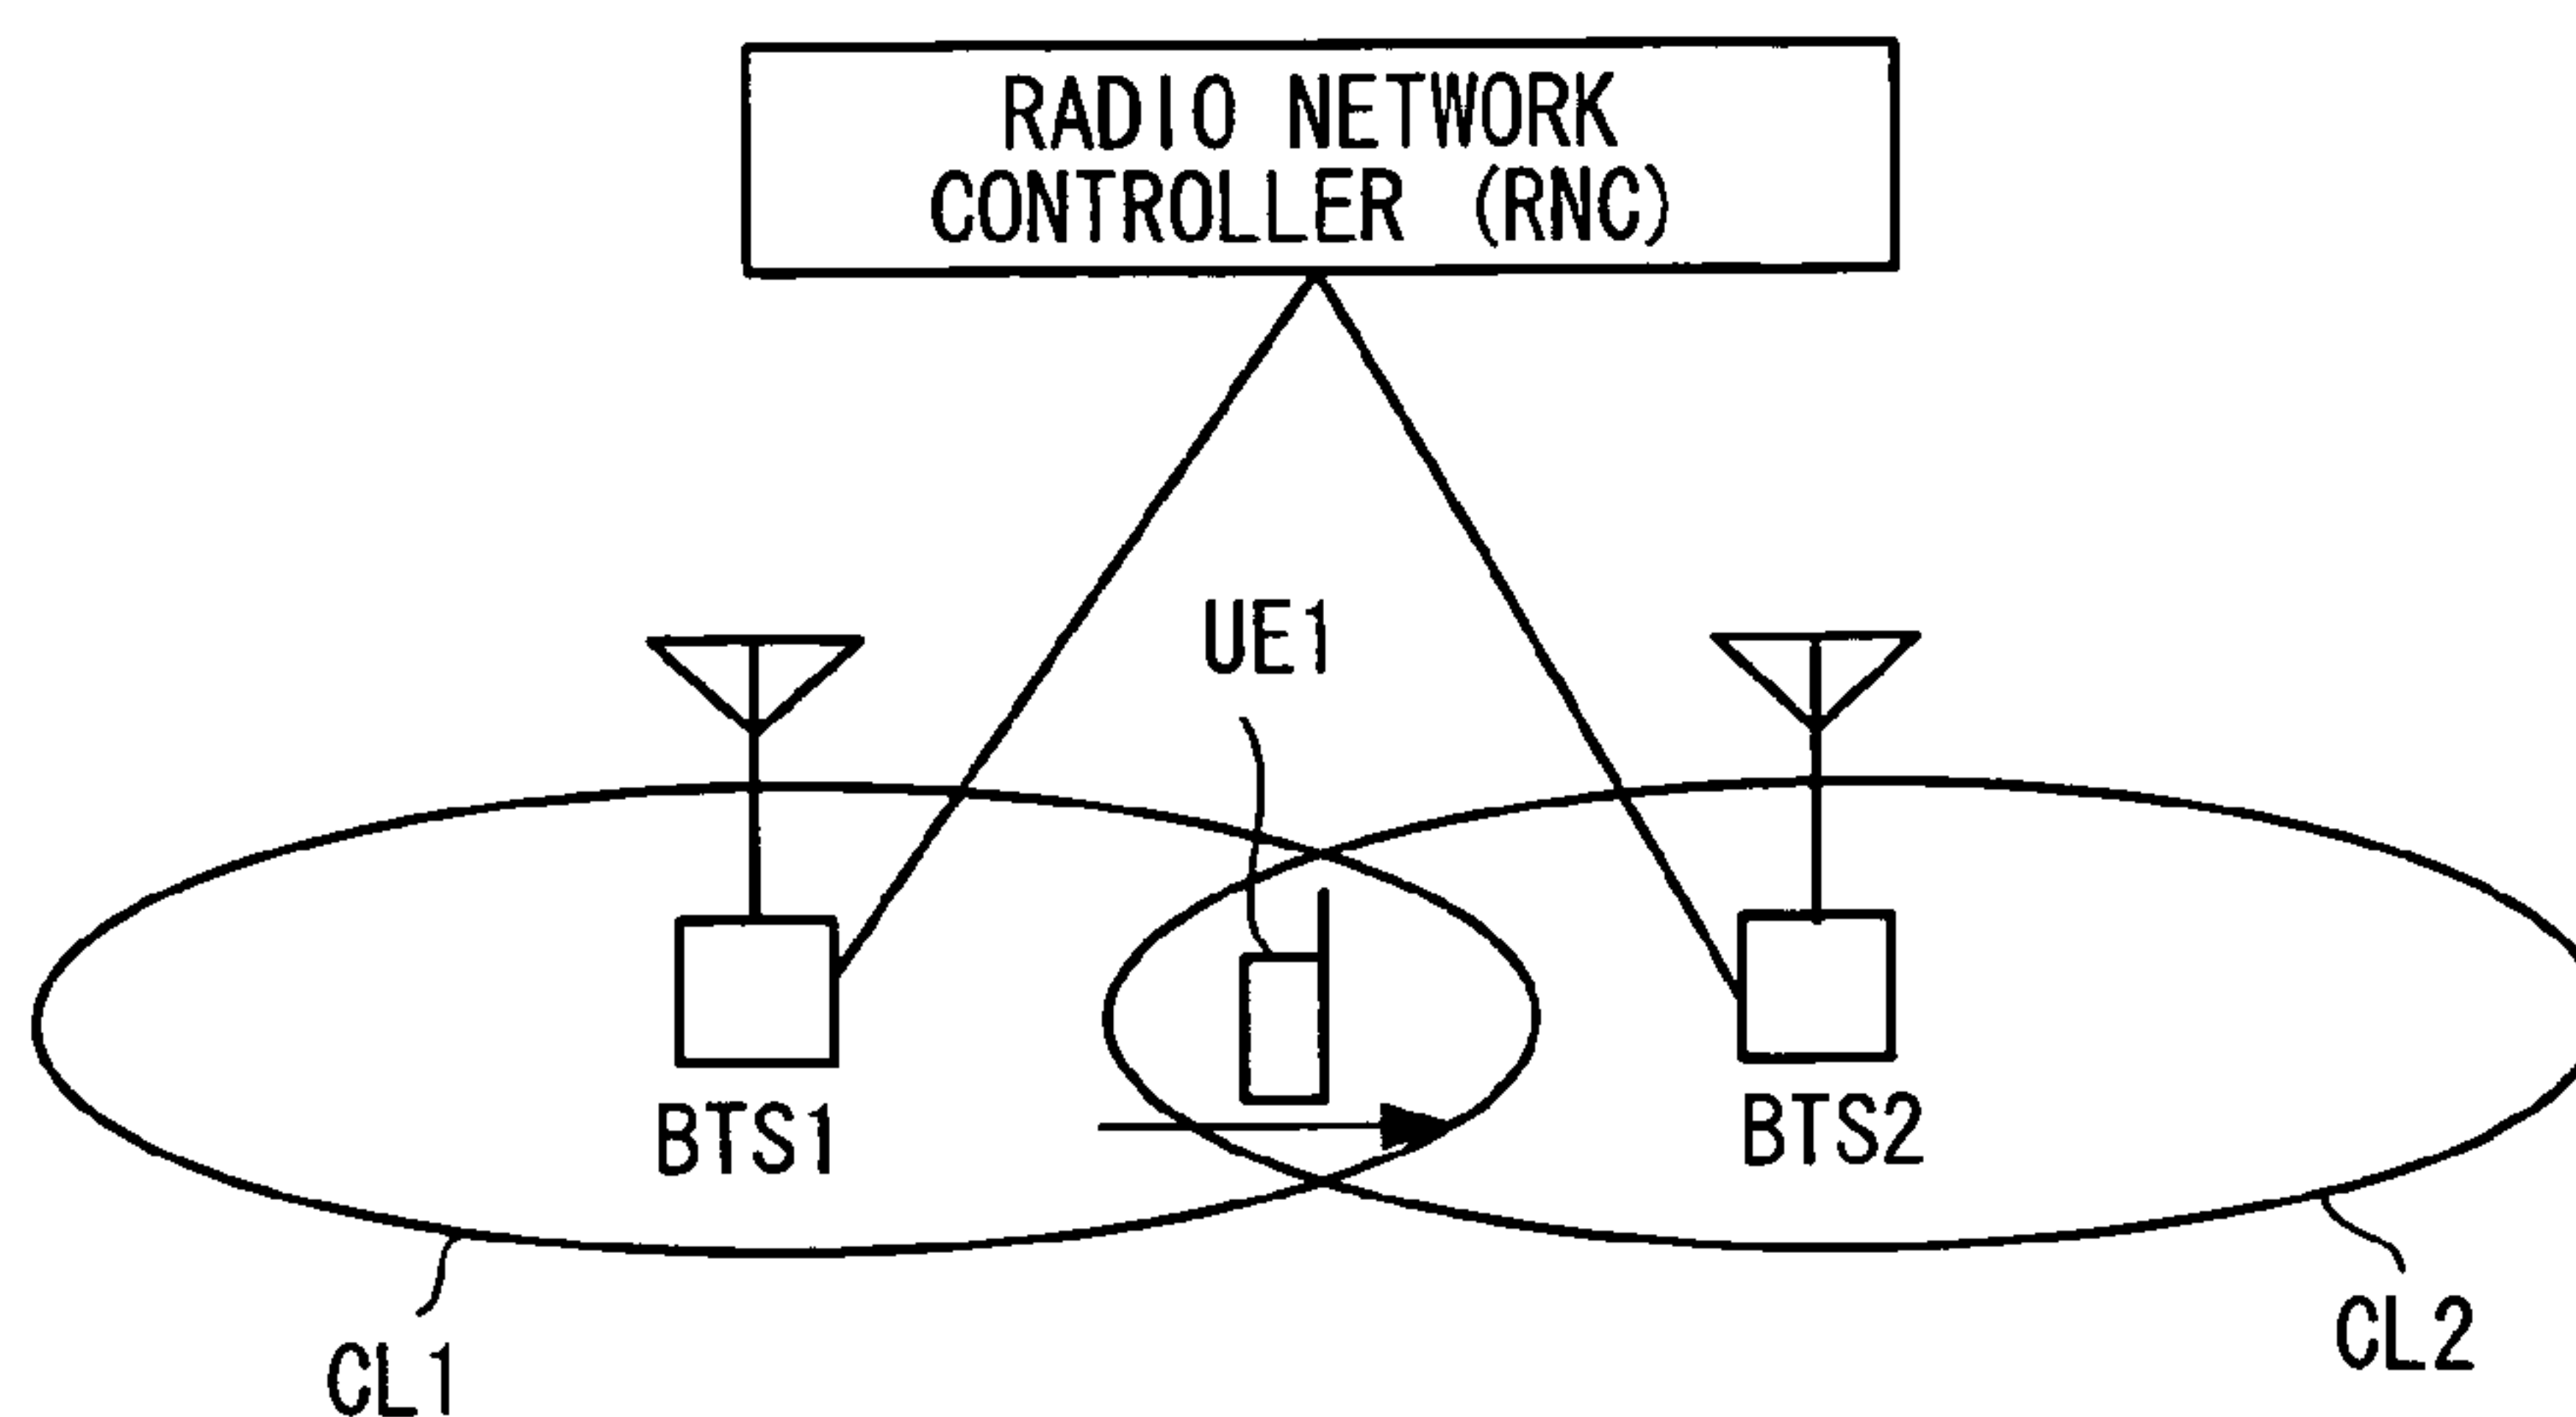 RADIO NETWORK
CONTROLLER (RNC)
UE1
BTS1
BTS2
CL1
CL2